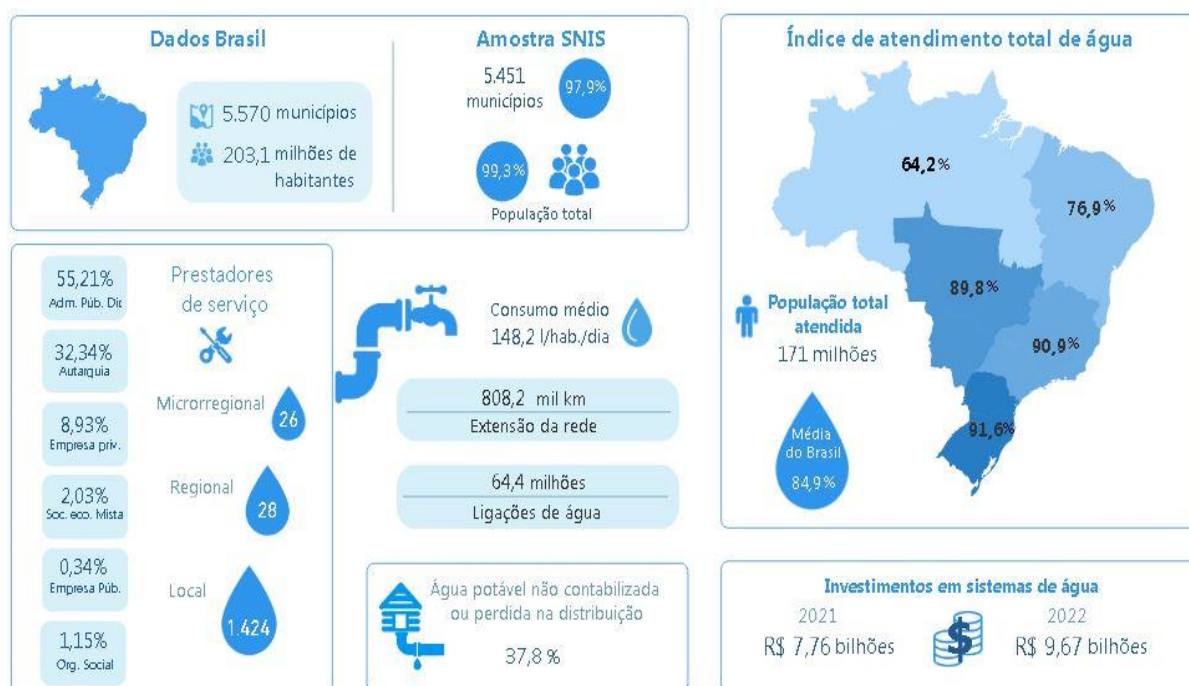 Dados Brasil
5.570 municípios
203,1 milhões de
habitantes
Amostra SNIS
5.451
municípios
97,9%
99,3%
População total
55,21%
Adm. Púb. Dir.
32,34%
Autarquia
8,93%
Empresa priv.
2,03%
Soc. eco. Mista
0,34%
Empresa Púb.
1,15%
Org. Social
Prestadores
de serviço
Microrregional
26
Regional
28
Local
1.424
Consumo médio
148,2 l/hab./dia
808,2 mil km
Extensão da rede
64,4 milhões
Ligações de água
Água potável não contabilizada
ou perdida na distribuição
37,8 %
Índice de atendimento total de água
64,2%
76,9%
89,8%
90,9%
91,6%
População total
atendida
171 milhões
Média
do Brasil
84,9%
Investimentos em sistemas de água
2021
R$ 7,76 bilhões
$
2022
R$ 9,67 bilhões